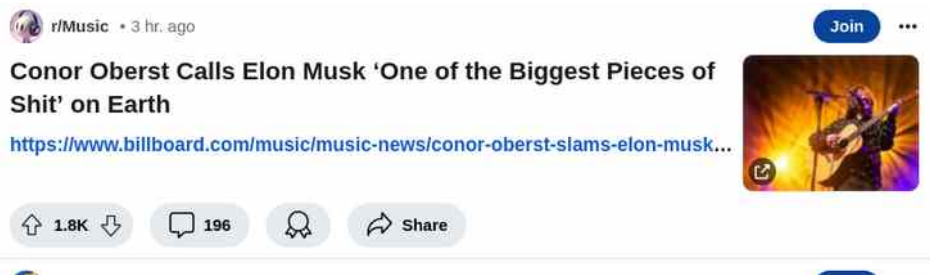 r/Music • 3 hr. ago
Join
Conor Oberst Calls Elon Musk ‘One of the Biggest Pieces of
Shit’ on Earth
https://www.billboard.com/music/music-news/conor-oberst-slams-elon-musk...
1.8K
196
Share